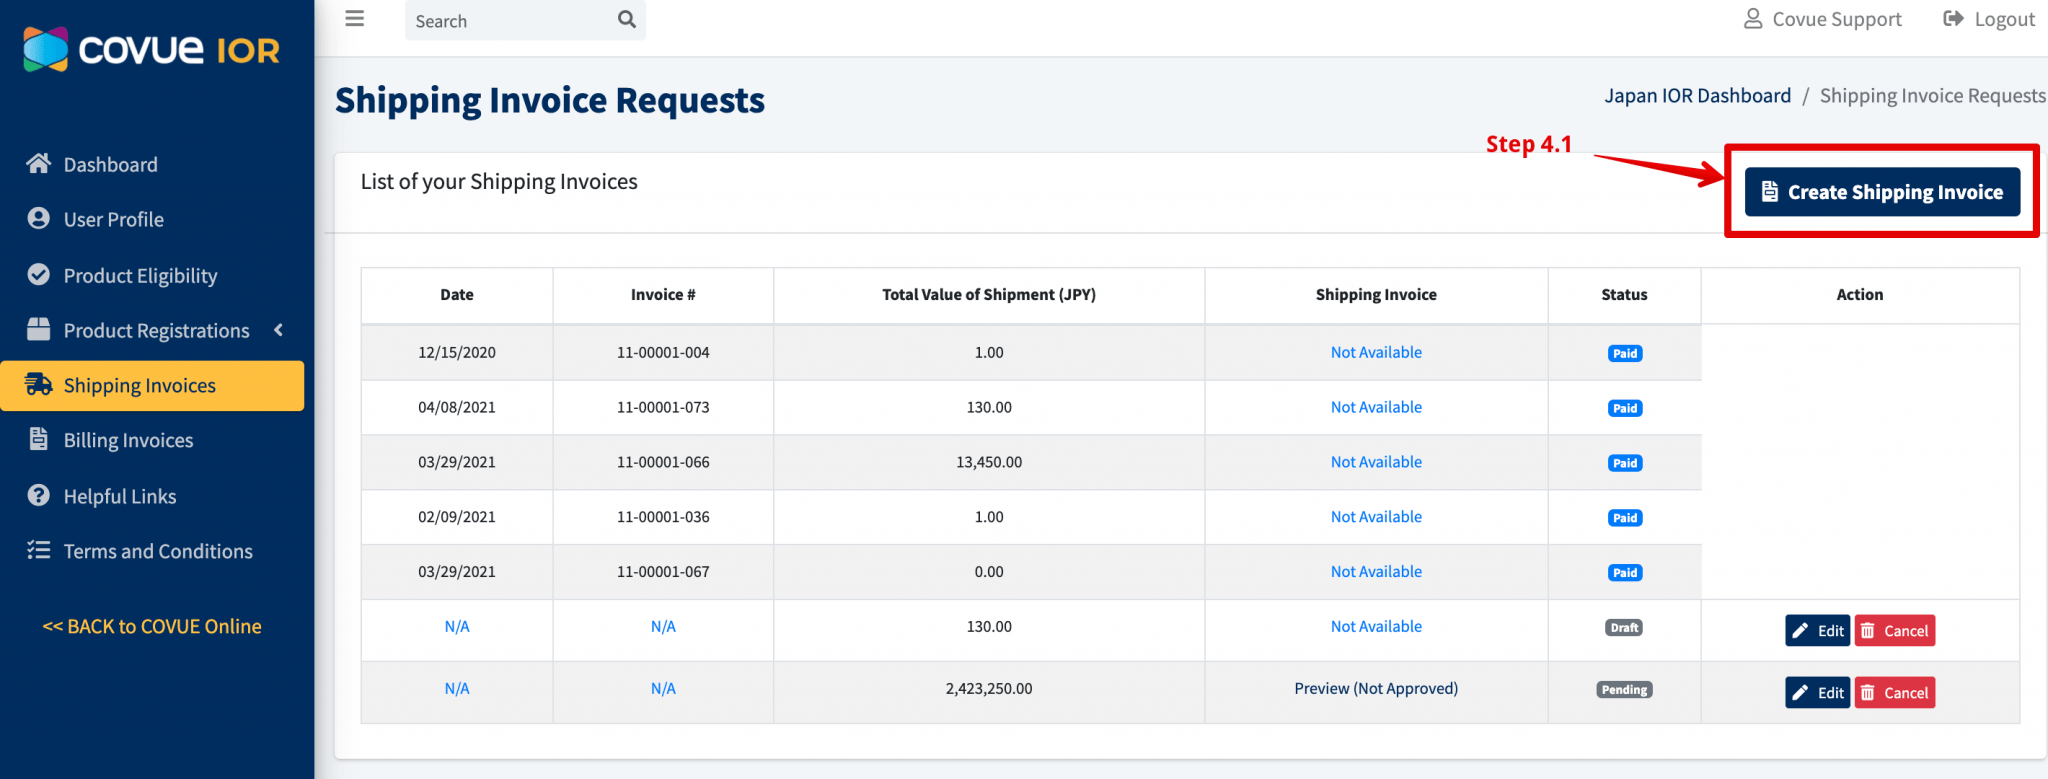 COVUE IOR
Search
Covue Support
Logout
Shipping Invoice Requests
Japan IOR Dashboard / Shipping Invoice Requests
Step 4.1
Dashboard
User Profile
Product Eligibility
Product Registrations
Shipping Invoices
Billing Invoices
Helpful Links
Terms and Conditions
<< BACK to COVUE Online
List of your Shipping Invoices
Create Shipping Invoice
Date Invoice # Total Value of Shipment (JPY) Shipping Invoice Status Action
12/15/2020 11-00001-004 1.00 Not Available Paid
04/08/2021 11-00001-073 130.00 Not Available Paid
03/29/2021 11-00001-066 13,450.00 Not Available Paid
02/09/2021 11-00001-036 1.00 Not Available Paid
03/29/2021 11-00001-067 0.00 Not Available Paid
N/A N/A 130.00 Not Available Draft Edit Cancel
N/A N/A 2,423,250.00 Preview (Not Approved) Pending Edit Cancel